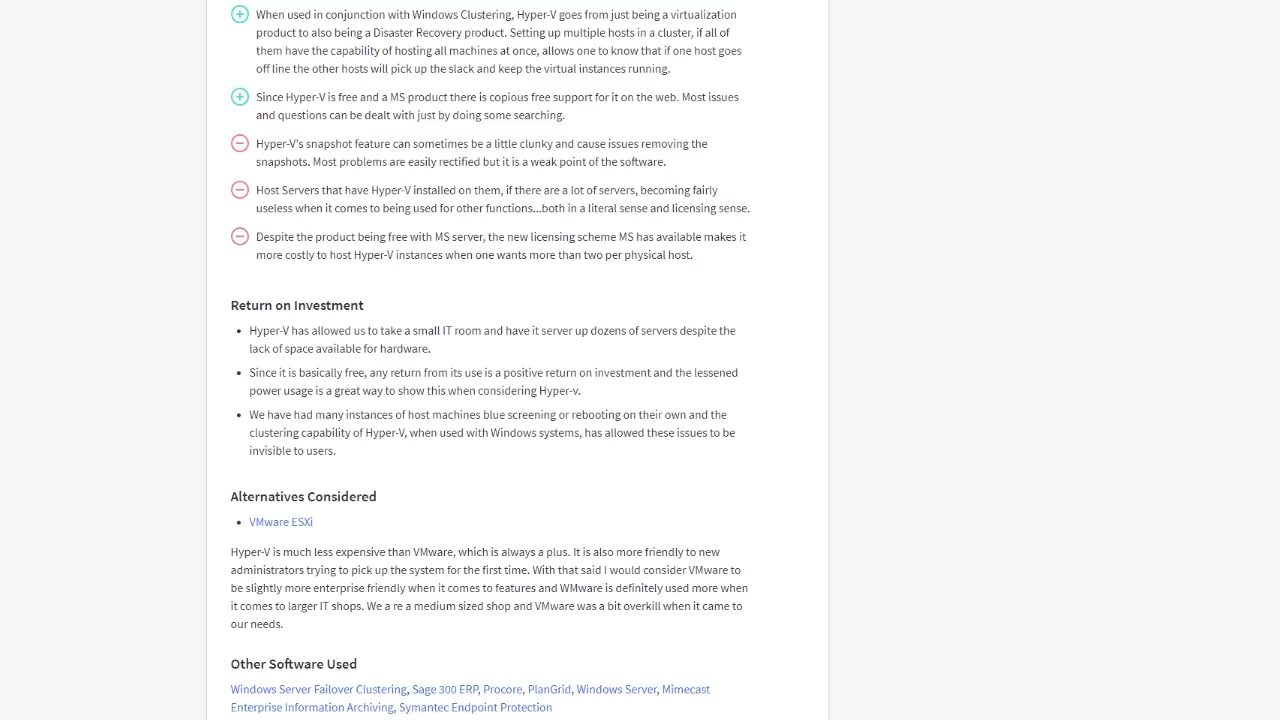 When used in conjunction with Windows Clustering, Hyper-V goes from just being a virtualization
product to also being a Disaster Recovery product. Setting up multiple hosts in a cluster, if all of
them have the capability of hosting all machines at once, allows one to know that if one host goes
off line the other hosts will pick up the slack and keep the virtual instances running.
Since Hyper-V is free and a MS product there is copious free support for it on the web. Most issues
and questions can be dealt with just by doing some searching.
Hyper-V's snapshot feature can sometimes be a little clunky and cause issues removing the
snapshots. Most problems are easily rectified but it is a weak point of the software.
Host Servers that have Hyper-V installed on them, if there are a lot of servers, becoming fairly
useless when it comes to being used for other functions...both in a literal sense and licensing sense.
Despite the product being free with MS server, the new licensing scheme MS has available makes it
more costly to host Hyper-V instances when one wants more than two per physical host.
Return on Investment
• Hyper-V has allowed us to take a small IT room and have it server up dozens of servers despite the
lack of space available for hardware.
• Since it is basically free, any return from its use is a positive return on investment and the lessened
power usage is a great way to show this when considering Hyper-v.
• We have had many instances of host machines blue screening or rebooting on their own and the
clustering capability of Hyper-V, when used with Windows systems, has allowed these issues to be
invisible to users.
Alternatives Considered
• VMware ESXi
Hyper-V is much less expensive than VMware, which is always a plus. It is also more friendly to new
administrators trying to pick up the system for the first time. With that said I would consider VMware to
be slightly more enterprise friendly when it comes to features and WMware is definitely used more when
it comes to larger IT shops. We a re a medium sized shop and VMware was a bit overkill when it came to
our needs.
Other Software Used
Windows Server Failover Clustering, Sage 300 ERP, Procore, PlanGrid, Windows Server, Mimecast
Enterprise Information Archiving, Symantec Endpoint Protection